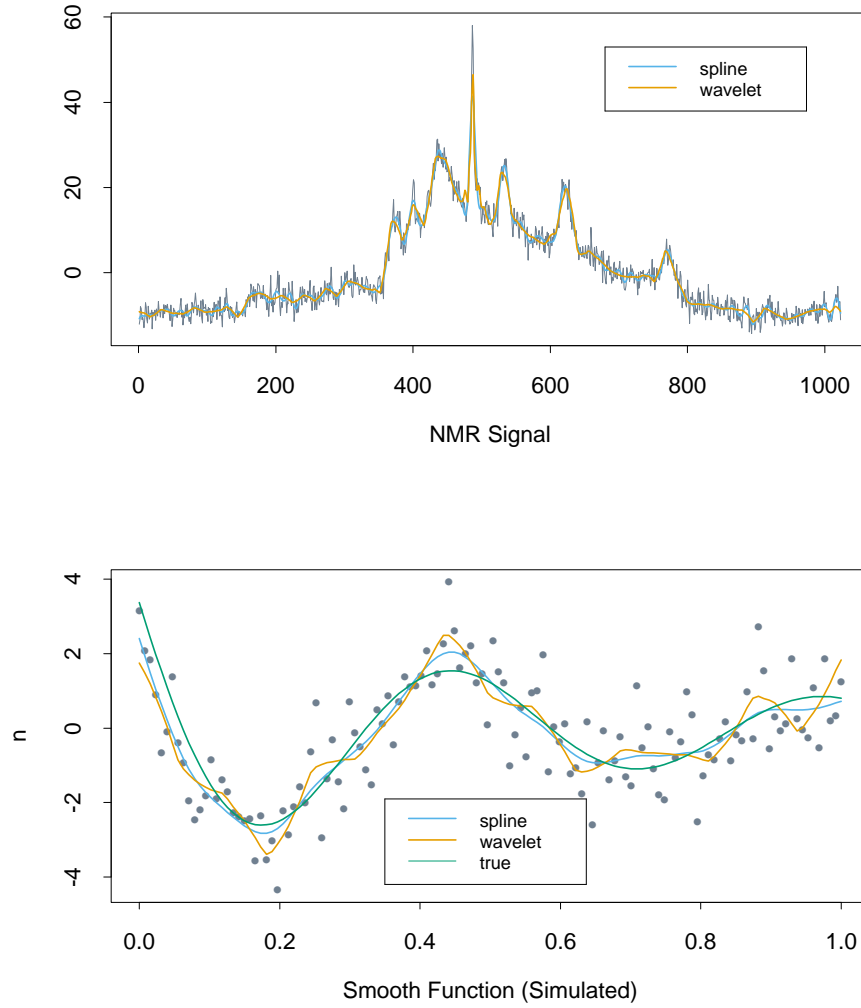 60
40
20
0
spline
wavelet
0 200 400 600 800 1000
NMR Signal
4
2
0
-2
-4
n
spline
wavelet
true
0.0 0.2 0.4 0.6 0.8 1.0
Smooth Function (Simulated)